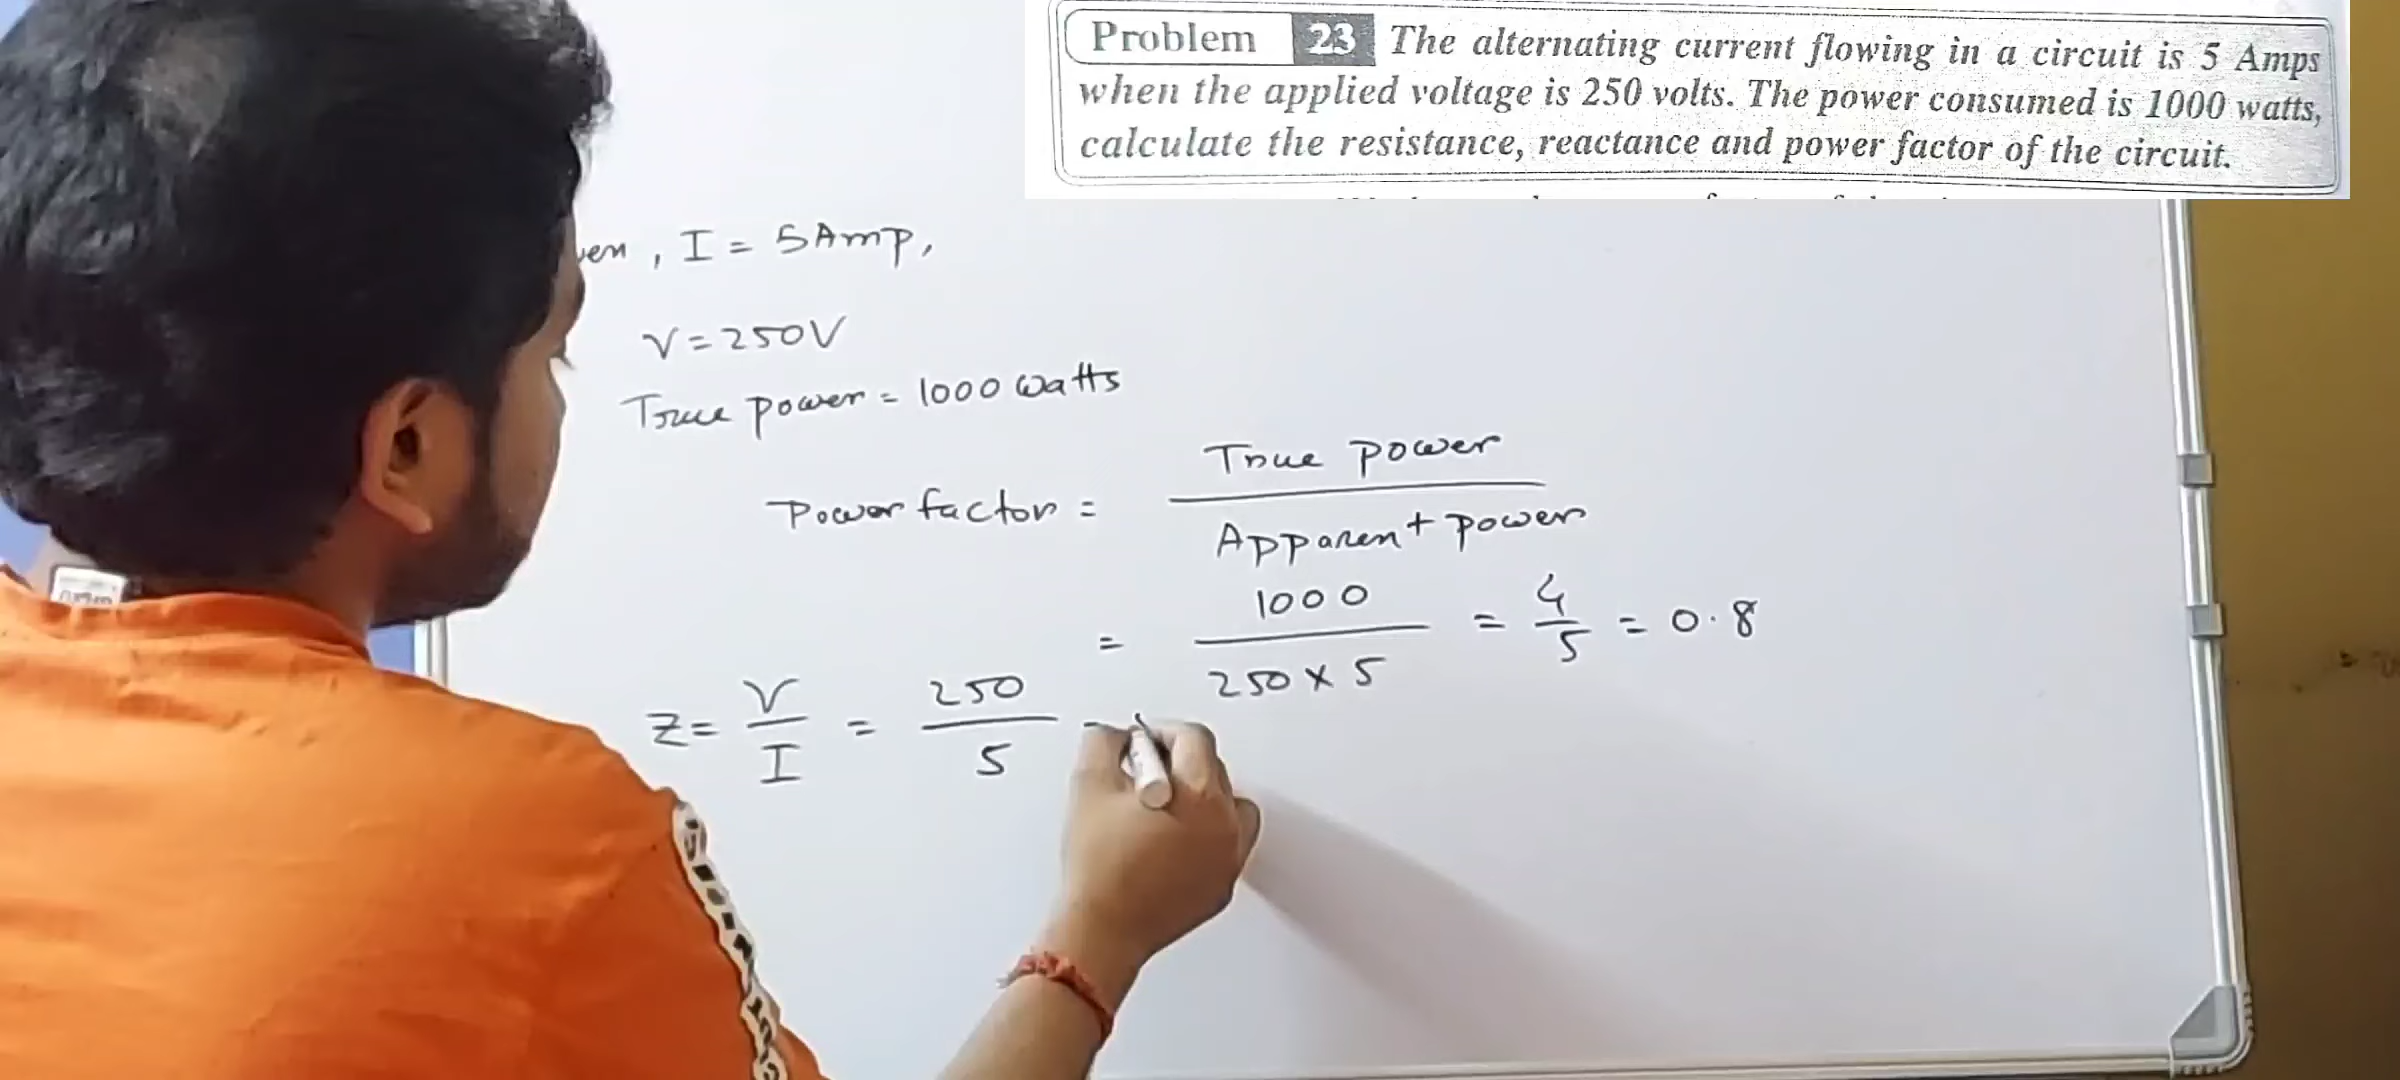 Problem 23 The alternating current flowing in a circuit is 5 Amps
when the applied voltage is 250 volts. The power consumed is 1000 watts,
calculate the resistance, reactance and power factor of the circuit.
, I = 5Amp,
V = 250V
True power = 1000 watts
Power factor = True power / Apparent power
= 1000 / 250 × 5 = 4/5 = 0.8
Z = V/I = 250/5 =